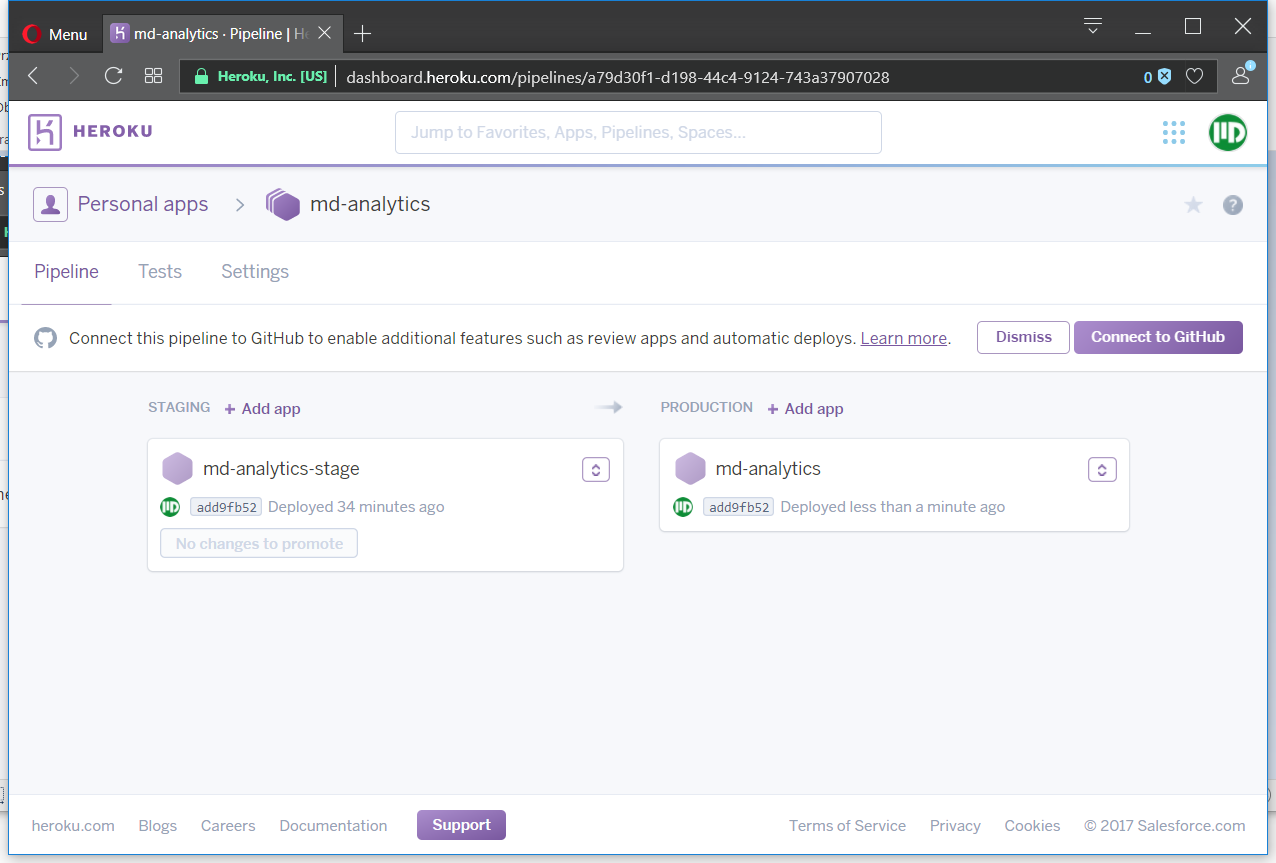 Menu
md-analytics · Pipeline | He
Heroku, Inc. [US]
dashboard.heroku.com/pipelines/a79d30f1-d198-44c4-9124-743a37907028
0
HEROKU
Jump to Favorites, Apps, Pipelines, Spaces...
Personal apps > md-analytics
?
Pipeline Tests Settings
Connect this pipeline to GitHub to enable additional features such as review apps and automatic deploys. Learn more.
Dismiss
Connect to GitHub
STAGING + Add app
PRODUCTION + Add app
md-analytics-stage
add9fb52 Deployed 34 minutes ago
No changes to promote
md-analytics
add9fb52 Deployed less than a minute ago
heroku.com Blogs Careers Documentation Support Terms of Service Privacy Cookies © 2017 Salesforce.com